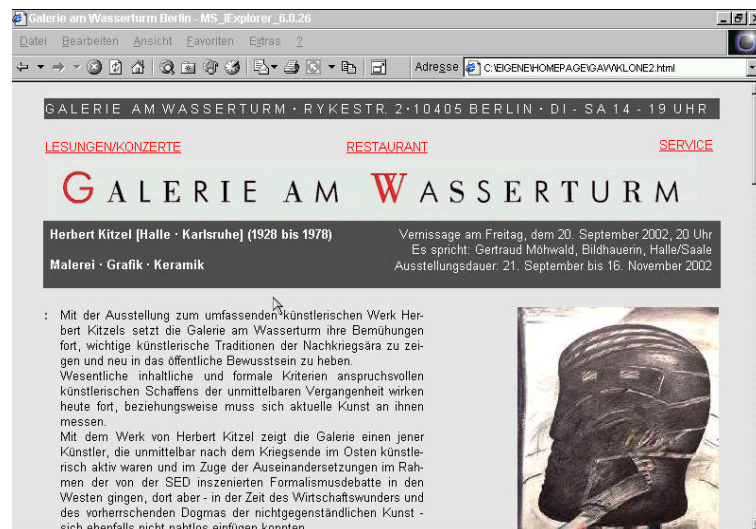 Galerie am Wasserturm Berlin - MS_IExplorer_6.0.26
Datei Bearbeiten Ansicht Favoriten Extras ?
Adresse C:\EIGENE\HOMEPAGE\GAW\KLONE2.html
GALERIE AM WASSERTURM · RYKESTR. 2·10405 BERLIN · DI - SA 14 - 19 UHR
LESUNGEN/KONZERTE RESTAURANT SERVICE
GALERIE AM WASSERTURM
Herbert Kitzel [Halle · Karlsruhe] (1928 bis 1978)
Malerei · Grafik · Keramik
Vernissage am Freitag, dem 20. September 2002, 20 Uhr
Es spricht: Gertraud Möhwald, Bildhauerin, Halle/Saale
Ausstellungsdauer: 21. September bis 16. November 2002
: Mit der Ausstellung zum umfassenden künstlerischen Werk Her-
bert Kitzels setzt die Galerie am Wasserturm ihre Bemühungen
fort, wichtige künstlerische Traditionen der Nachkriegsära zu zei-
gen und neu in das öffentliche Bewusstsein zu heben.
Wesentliche inhaltliche und formale Kriterien anspruchsvollen
künstlerischen Schaffens der unmittelbaren Vergangenheit wirken
heute fort, beziehungsweise muss sich aktuelle Kunst an ihnen
messen.
Mit dem Werk von Herbert Kitzel zeigt die Galerie einen jener
Künstler, die unmittelbar nach dem Kriegsende im Osten künstle-
risch aktiv waren und im Zuge der Auseinandersetzungen im Rah-
men der von der SED inszenierten Formalismusdebatte in den
Westen gingen, dort aber - in der Zeit des Wirtschaftswunders und
des vorherrschenden Dogmas der nichtgegenständlichen Kunst -
sich ebenfalls nicht nahtlos einfügen konnten